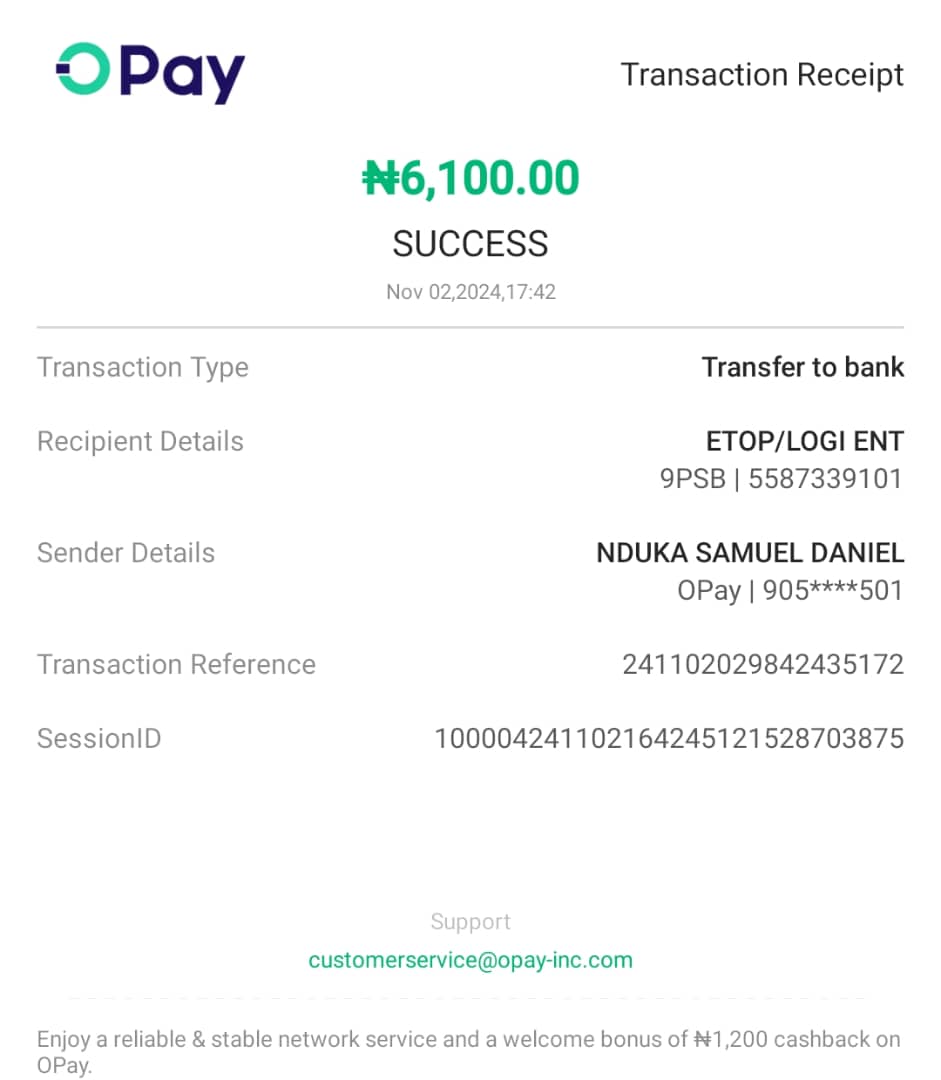 OPay
Transaction Receipt
₦6,100.00
SUCCESS
Nov 02,2024,17:42
Transaction Type
Transfer to bank
Recipient Details
ETOP/LOGI ENT
9PSB | 5587339101
Sender Details
NDUKA SAMUEL DANIEL
OPay | 905****501
Transaction Reference
241102029842435172
SessionID
100004241102164245121528703875
Support
customerservice@opay-inc.com
Enjoy a reliable & stable network service and a welcome bonus of ₦1,200 cashback on
OPay.